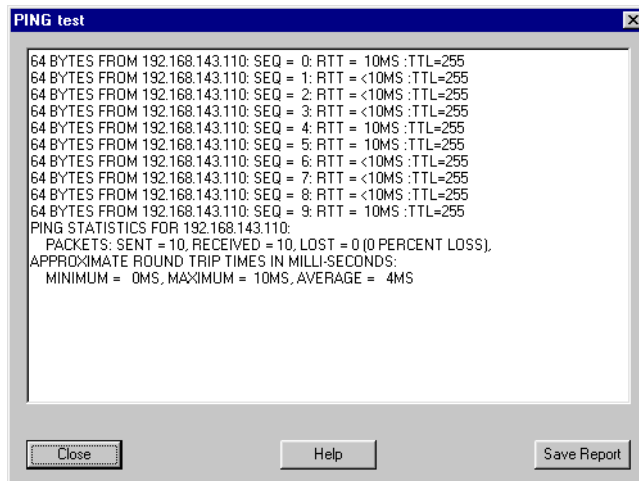 PING test
64 BYTES FROM 192.168.143.110: SEQ = 0: RTT = 10MS :TTL=255
64 BYTES FROM 192.168.143.110: SEQ = 1: RTT = <10MS :TTL=255
64 BYTES FROM 192.168.143.110: SEQ = 2: RTT = <10MS :TTL=255
64 BYTES FROM 192.168.143.110: SEQ = 3: RTT = <10MS :TTL=255
64 BYTES FROM 192.168.143.110: SEQ = 4: RTT = 10MS :TTL=255
64 BYTES FROM 192.168.143.110: SEQ = 5: RTT = 10MS :TTL=255
64 BYTES FROM 192.168.143.110: SEQ = 6: RTT = <10MS :TTL=255
64 BYTES FROM 192.168.143.110: SEQ = 7: RTT = <10MS :TTL=255
64 BYTES FROM 192.168.143.110: SEQ = 8: RTT = <10MS :TTL=255
64 BYTES FROM 192.168.143.110: SEQ = 9: RTT = 10MS :TTL=255
PING STATISTICS FOR 192.168.143.110:
PACKETS: SENT = 10, RECEIVED = 10, LOST = 0 (0 PERCENT LOSS),
APPROXIMATE ROUND TRIP TIMES IN MILLI-SECONDS:
MINIMUM = 0MS, MAXIMUM = 10MS, AVERAGE = 4MS
Close
Help
Save Report